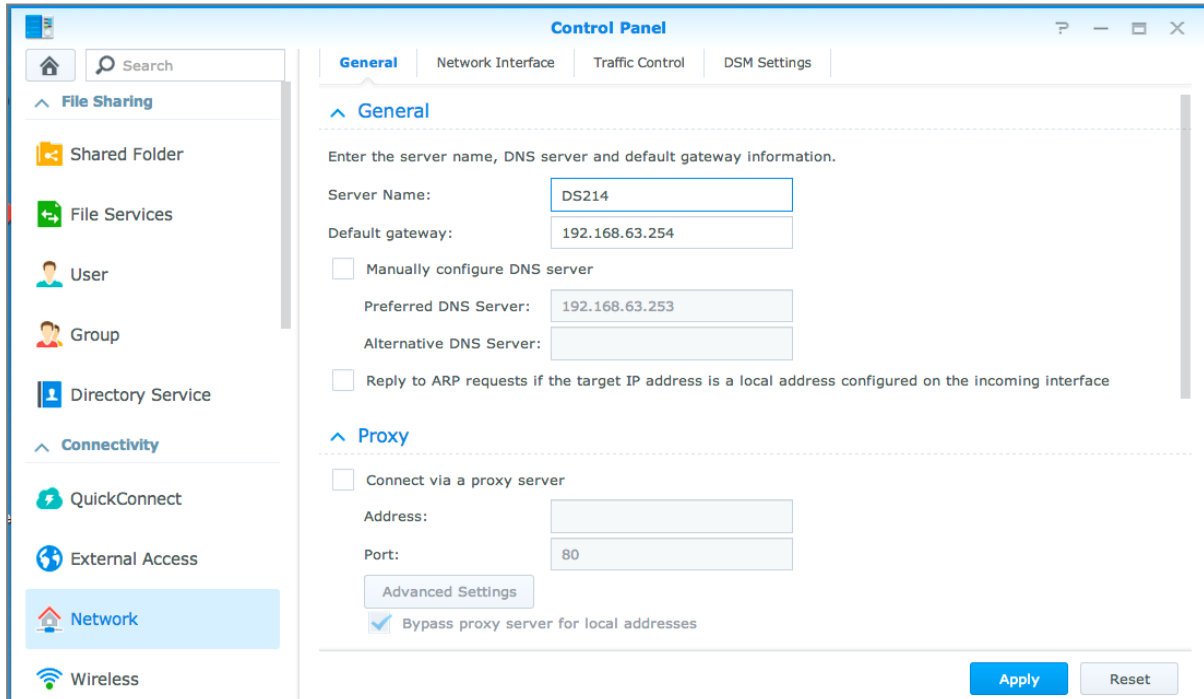 Control Panel
Search
File Sharing
Shared Folder
File Services
User
Group
Directory Service
Connectivity
QuickConnect
External Access
Network
Wireless
General Network Interface Traffic Control DSM Settings
General
Enter the server name, DNS server and default gateway information.
Server Name: DS214
Default gateway: 192.168.63.254
Manually configure DNS server
Preferred DNS Server: 192.168.63.253
Alternative DNS Server:
Reply to ARP requests if the target IP address is a local address configured on the incoming interface
Proxy
Connect via a proxy server
Address:
Port: 80
Advanced Settings
Bypass proxy server for local addresses
Apply Reset